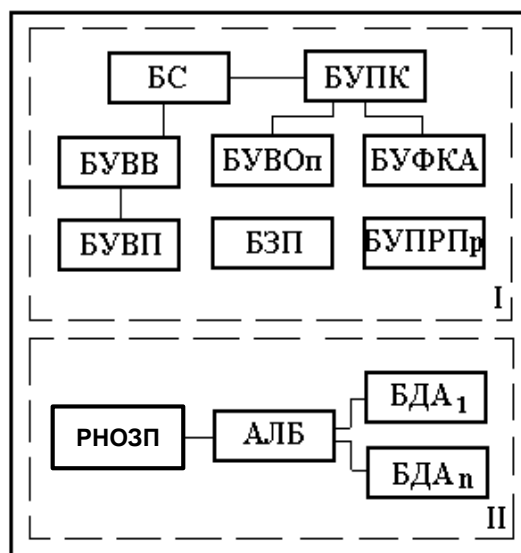 БС БУПК
БУВВ БУВОп БУФКА
БУВП БЗП БУПРПр
I
РНОЗП АЛБ БДА1
БДАn
II